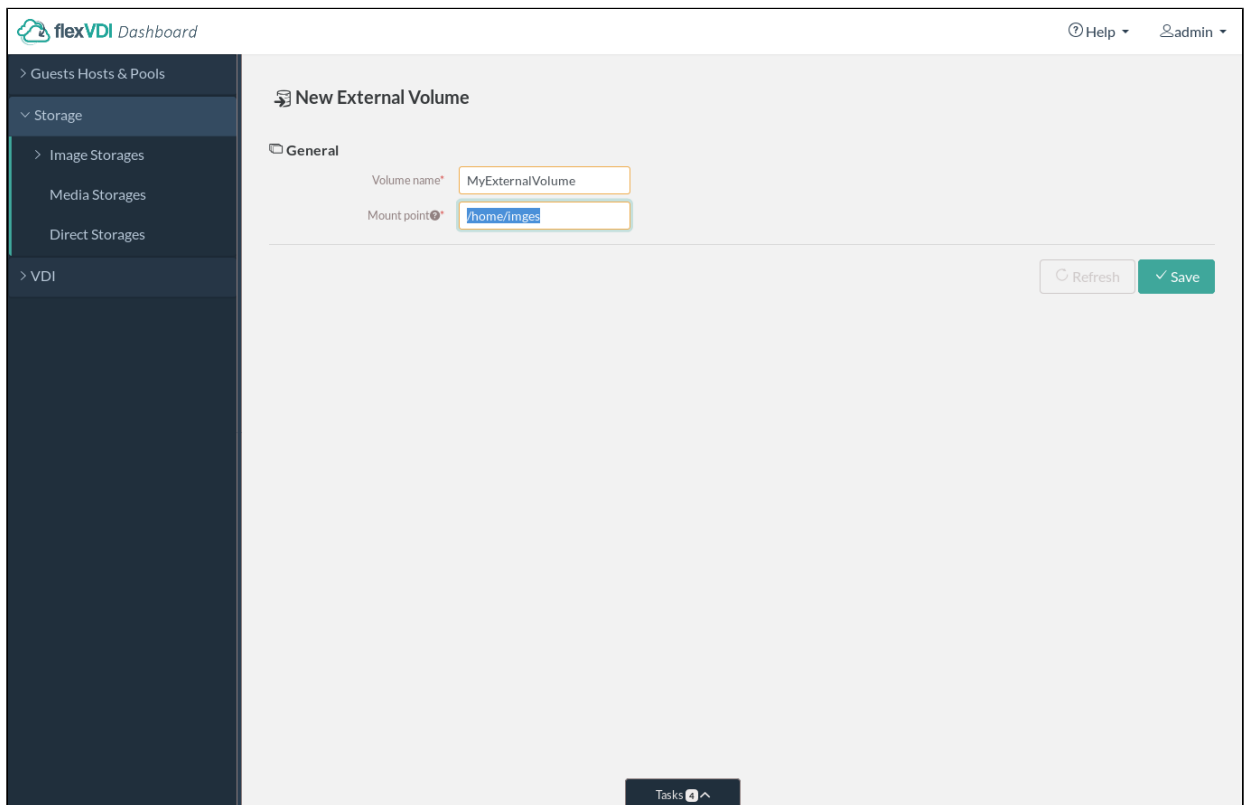 flexVDI Dashboard
Help
admin
Guests Hosts & Pools
Storage
Image Storages
Media Storages
Direct Storages
VDI
New External Volume
General
Volume name* MyExternalVolume
Mount point?* /home/imges
Refresh Save
Tasks 4